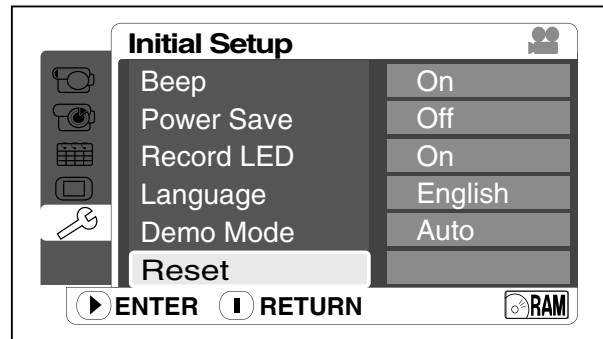 Initial Setup
Beep On
Power Save Off
Record LED On
Language English
Demo Mode Auto
Reset
ENTER RETURN RAM